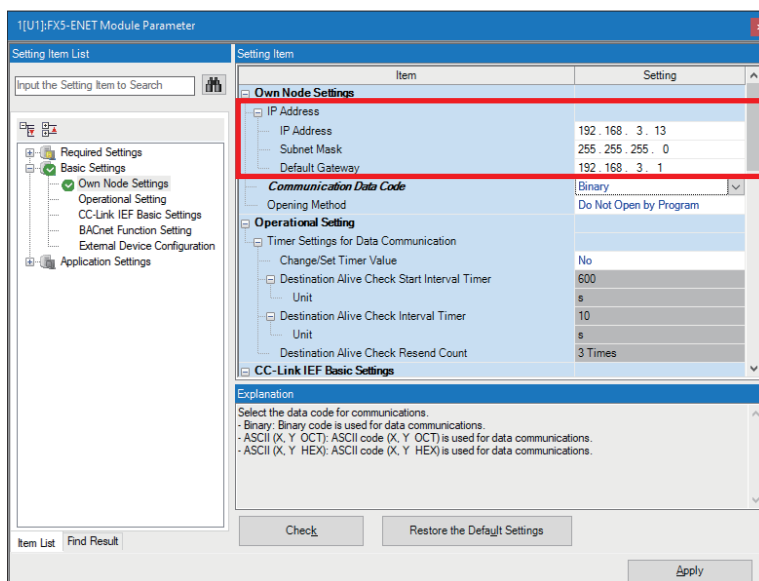 1[U1]:FX5-ENET Module Parameter
Setting Item List
Input the Setting Item to Search
Required Settings
Basic Settings
Own Node Settings
Operational Setting
CC-Link IEF Basic Settings
BACnet Function Setting
External Device Configuration
Application Settings
Item List
Find Result
Setting Item
Item Setting
Own Node Settings
IP Address
IP Address 192 . 168 . 3 . 13
Subnet Mask 255 . 255 . 255 . 0
Default Gateway 192 . 168 . 3 . 1
Communication Data Code Binary
Opening Method Do Not Open by Program
Operational Setting
Timer Settings for Data Communication
Change/Set Timer Value No
Destination Alive Check Start Interval Timer 600
Unit s
Destination Alive Check Interval Timer 10
Unit s
Destination Alive Check Resend Count 3 Times
CC-Link IEF Basic Settings
Explanation
Select the data code for communications.
- Binary: Binary code is used for data communications.
- ASCII (X, Y OCT): ASCII code (X, Y OCT) is used for data communications.
- ASCII (X, Y HEX): ASCII code (X, Y HEX) is used for data communications.
Check
Restore the Default Settings
Apply